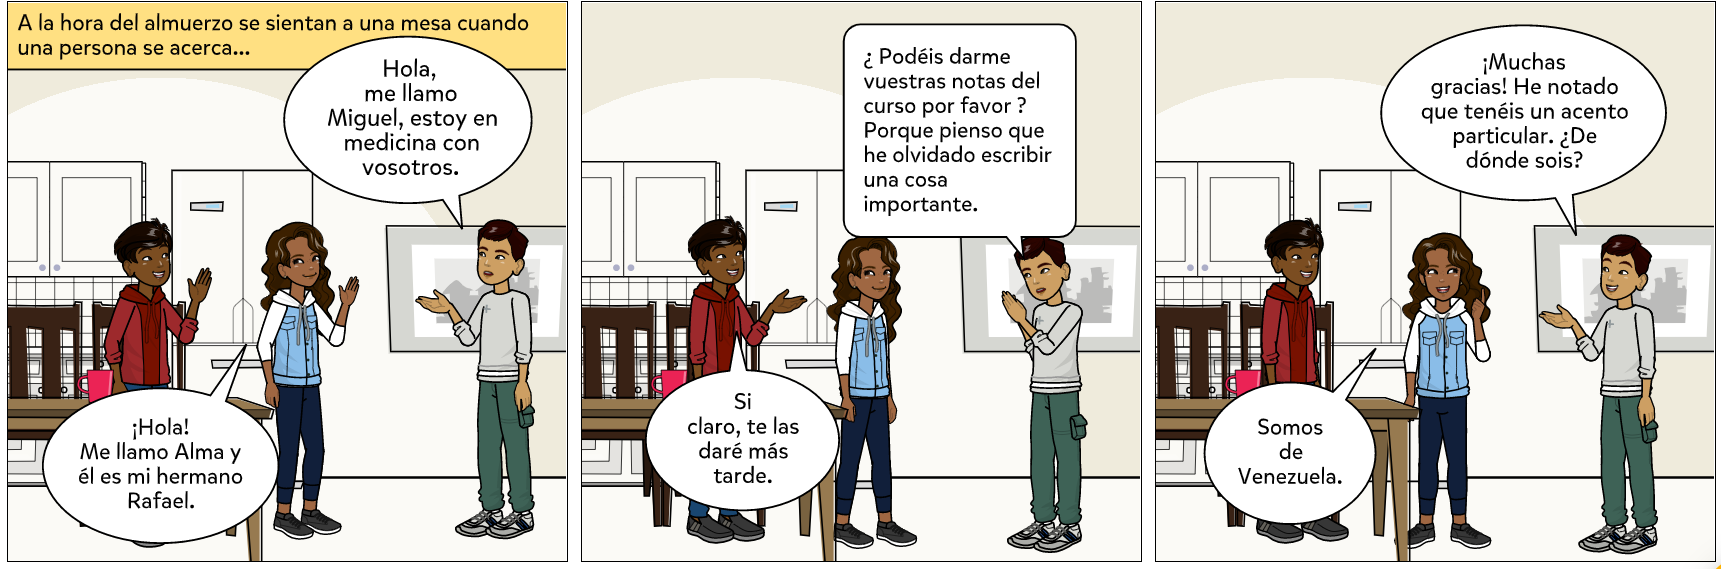 A la hora del almuerzo se sientan a una mesa cuando
una persona se acerca...
Hola,
me llamo
Miguel, estoy en
medicina con
vosotros.
¡Hola!
Me llamo Alma y
él es mi hermano
Rafael.
¿ Podéis darme
vuestras notas del
curso por favor ?
Porque pienso que
he olvidado escribir
una cosa
importante.
Si
claro, te las
daré más
tarde.
¡Muchas
gracias! He notado
que tenéis un acento
particular. ¿De
dónde sois?
Somos
de
Venezuela.